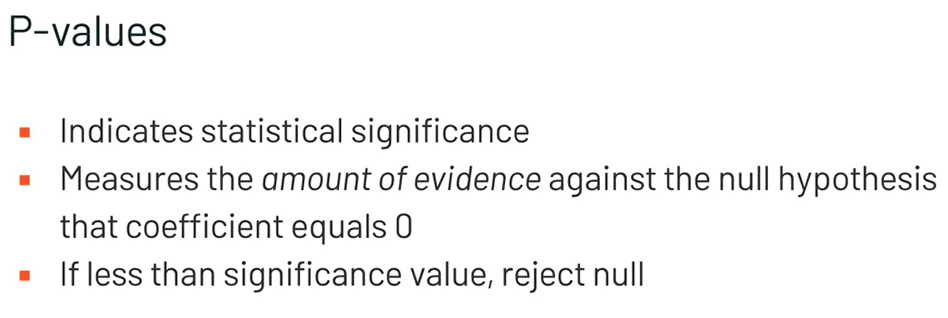 P-values
Indicates statistical significance
Measures the amount of evidence against the null hypothesis
that coefficient equals 0
If less than significance value, reject null